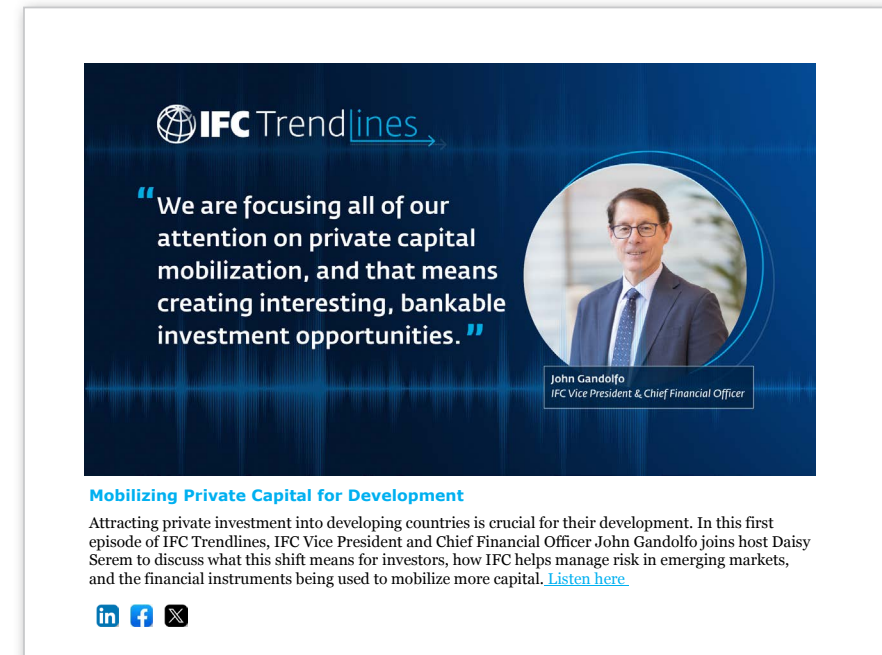 IFC Trendlines
“We are focusing all of our
attention on private capital
mobilization, and that means
creating interesting, bankable
investment opportunities.”
John Gandolfo
IFC Vice President & Chief Financial Officer
Mobilizing Private Capital for Development
Attracting private investment into developing countries is crucial for their development. In this first
episode of IFC Trendlines, IFC Vice President and Chief Financial Officer John Gandolfo joins host Daisy
Serem to discuss what this shift means for investors, how IFC helps manage risk in emerging markets,
and the financial instruments being used to mobilize more capital. Listen here
in f X